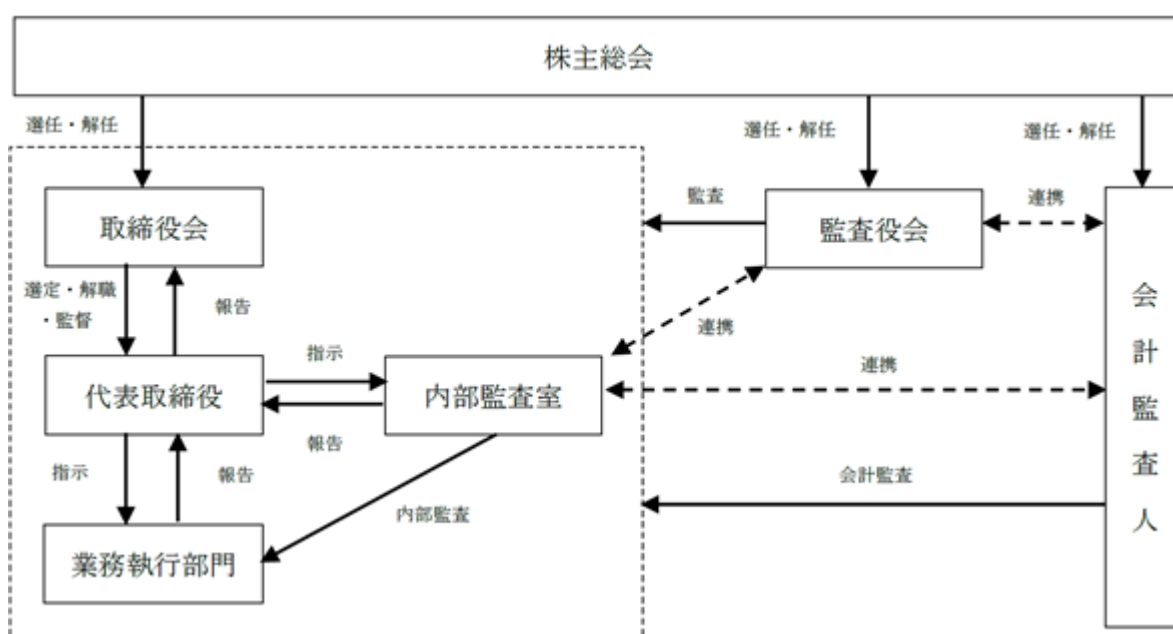 株主総会
選任・解任
選任・解任
選任・解任
取締役会
監査
監査役会
連携
選定・解職
・監督
報告
連携
指示
連携
代表取締役
内部監査室
会計監査人
報告
指示
報告
会計監査
内部監査
業務執行部門